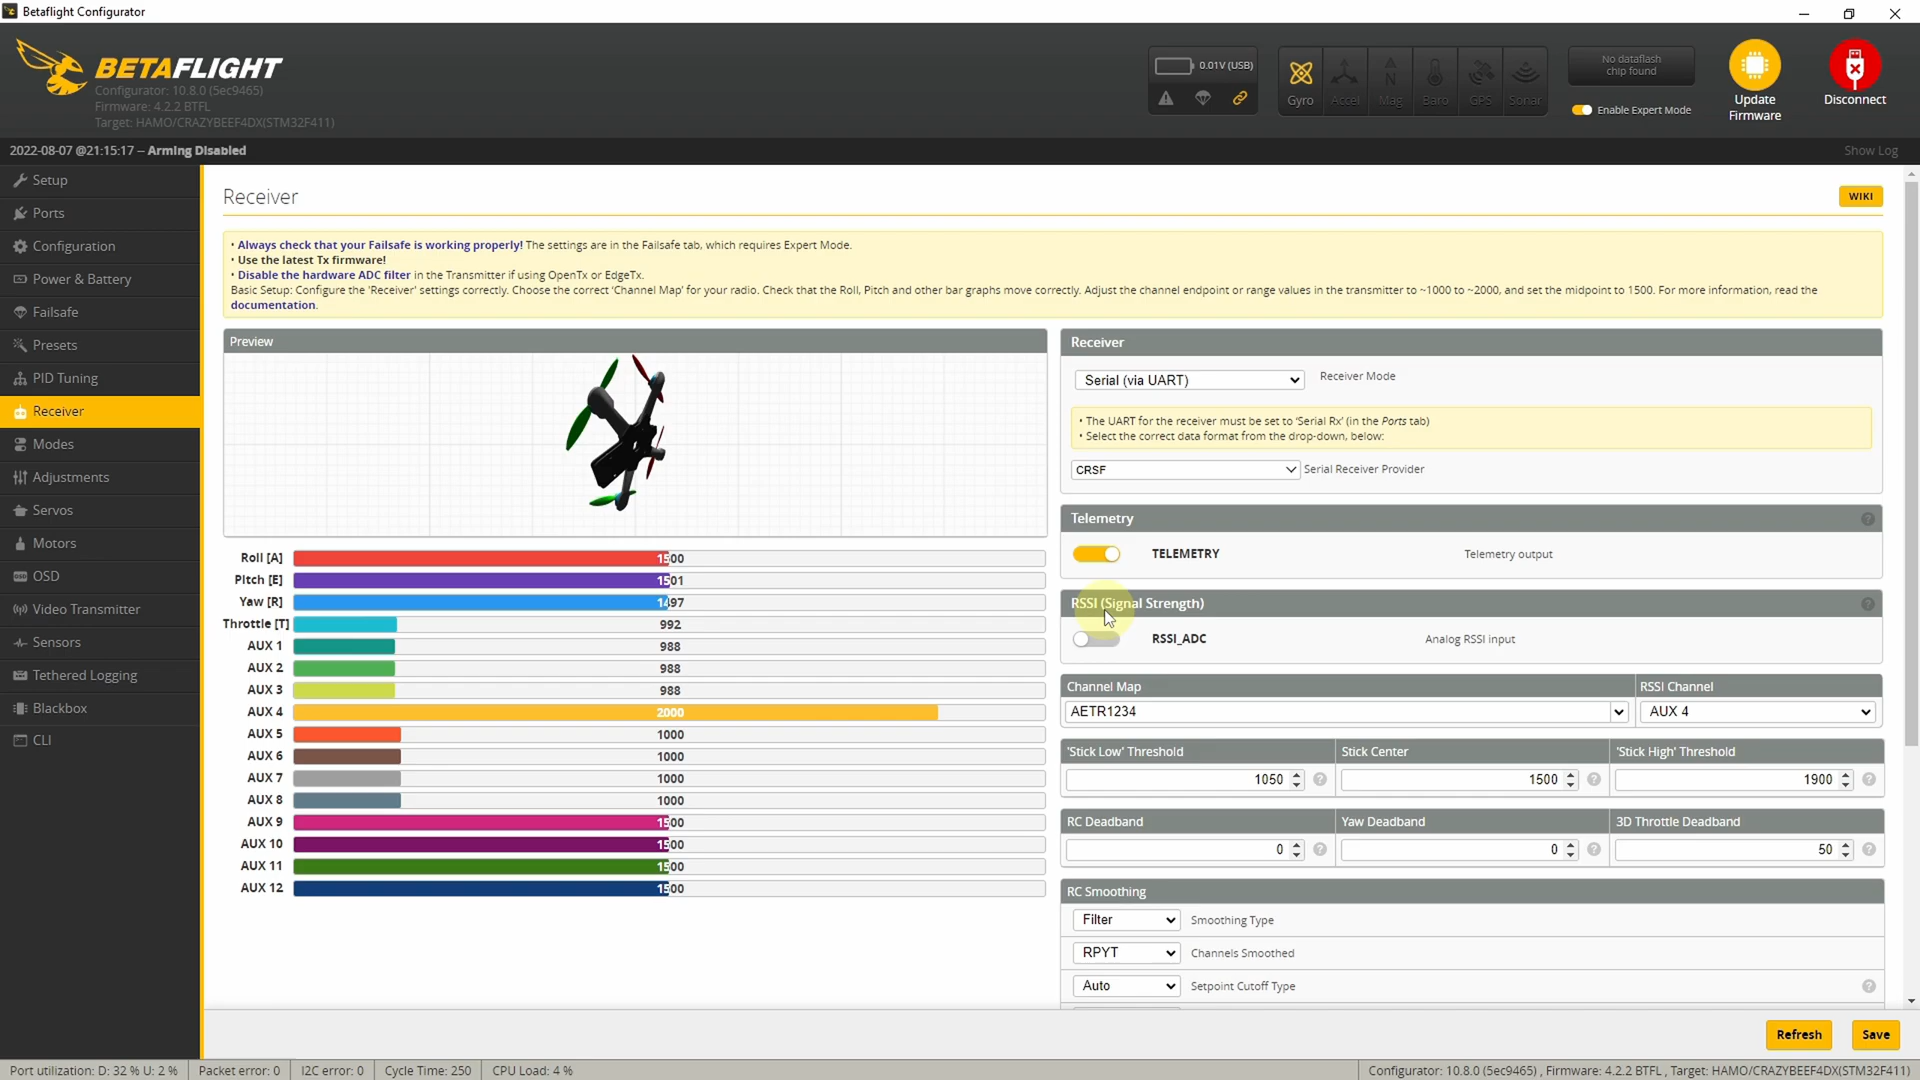 Betaflight Configurator
BETAFLIGHT
Configurator: 10.8.0 (5ec9465)
Firmware: 4.2.2 BTFL
Target: HAMO/CRAZYBEEF4DX(STM32F411)
0.01V (USB)
Gyro
Accel
Mag
Baro
GPS
Sonar
No dataflash
chip found
Enable Expert Mode
Update
Firmware
Disconnect
2022-08-07 @21:15:17 -- Arming Disabled
Show Log
Setup
Ports
Configuration
Power & Battery
Failsafe
Presets
PID Tuning
Receiver
Modes
Adjustments
Servos
Motors
OSD
Video Transmitter
Sensors
Tethered Logging
Blackbox
CLI
Receiver
WIKI
• Always check that your Failsafe is working properly! The settings are in the Failsafe tab, which requires Expert Mode.
• Use the latest Tx firmware!
• Disable the hardware ADC filter in the Transmitter if using OpenTx or EdgeTx.
Basic Setup: Configure the 'Receiver' settings correctly. Choose the correct 'Channel Map' for your radio. Check that the Roll, Pitch and other bar graphs move correctly. Adjust the channel endpoint or range values in the transmitter to ~1000 to ~2000, and set the midpoint to 1500. For more information, read the
documentation.
Preview
Roll [A] 1500
Pitch [E] 1501
Yaw [R] 1497
Throttle [T] 992
AUX 1 988
AUX 2 988
AUX 3 988
AUX 4 2000
AUX 5 1000
AUX 6 1000
AUX 7 1000
AUX 8 1000
AUX 9 1500
AUX 10 1500
AUX 11 1500
AUX 12 1500
Receiver
Serial (via UART) Receiver Mode
• The UART for the receiver must be set to 'Serial Rx' (in the Ports tab)
• Select the correct data format from the drop-down, below:
CRSF Serial Receiver Provider
Telemetry
TELEMETRY Telemetry output
RSSI (Signal Strength)
RSSI_ADC Analog RSSI input
Channel Map RSSI Channel
AETR1234 AUX 4
'Stick Low' Threshold Stick Center 'Stick High' Threshold
1050 1500 1900
RC Deadband Yaw Deadband 3D Throttle Deadband
0 0 50
RC Smoothing
Filter Smoothing Type
RPYT Channels Smoothed
Auto Setpoint Cutoff Type
Refresh Save
Port utilization: D: 32 % U: 2 % Packet error: 0 I2C error: 0 Cycle Time: 250 CPU Load: 4 % Configurator: 10.8.0 (5ec9465) , Firmware: 4.2.2 BTFL , Target: HAMO/CRAZYBEEF4DX(STM32F411)